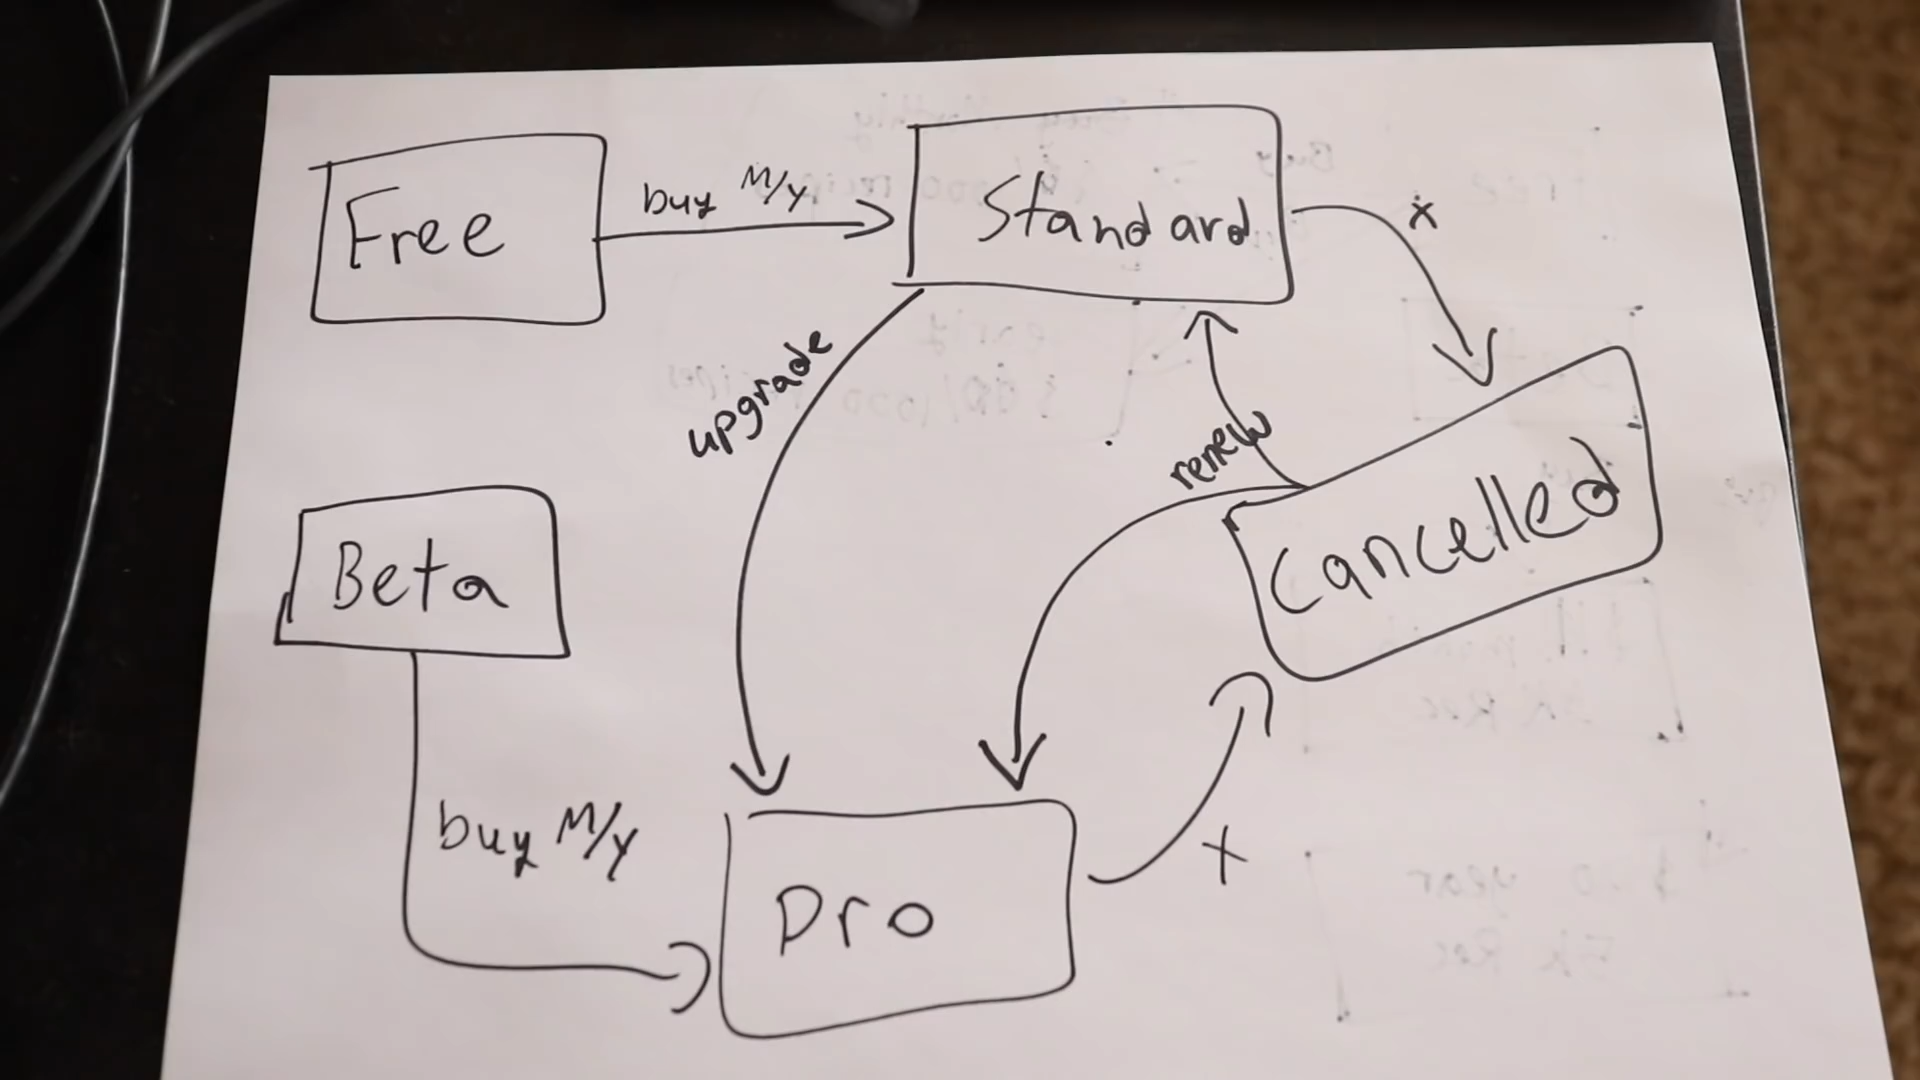 Free
buy M/Y
Standard
x
upgrade
renew
Cancelled
Beta
buy M/Y
Pro
x